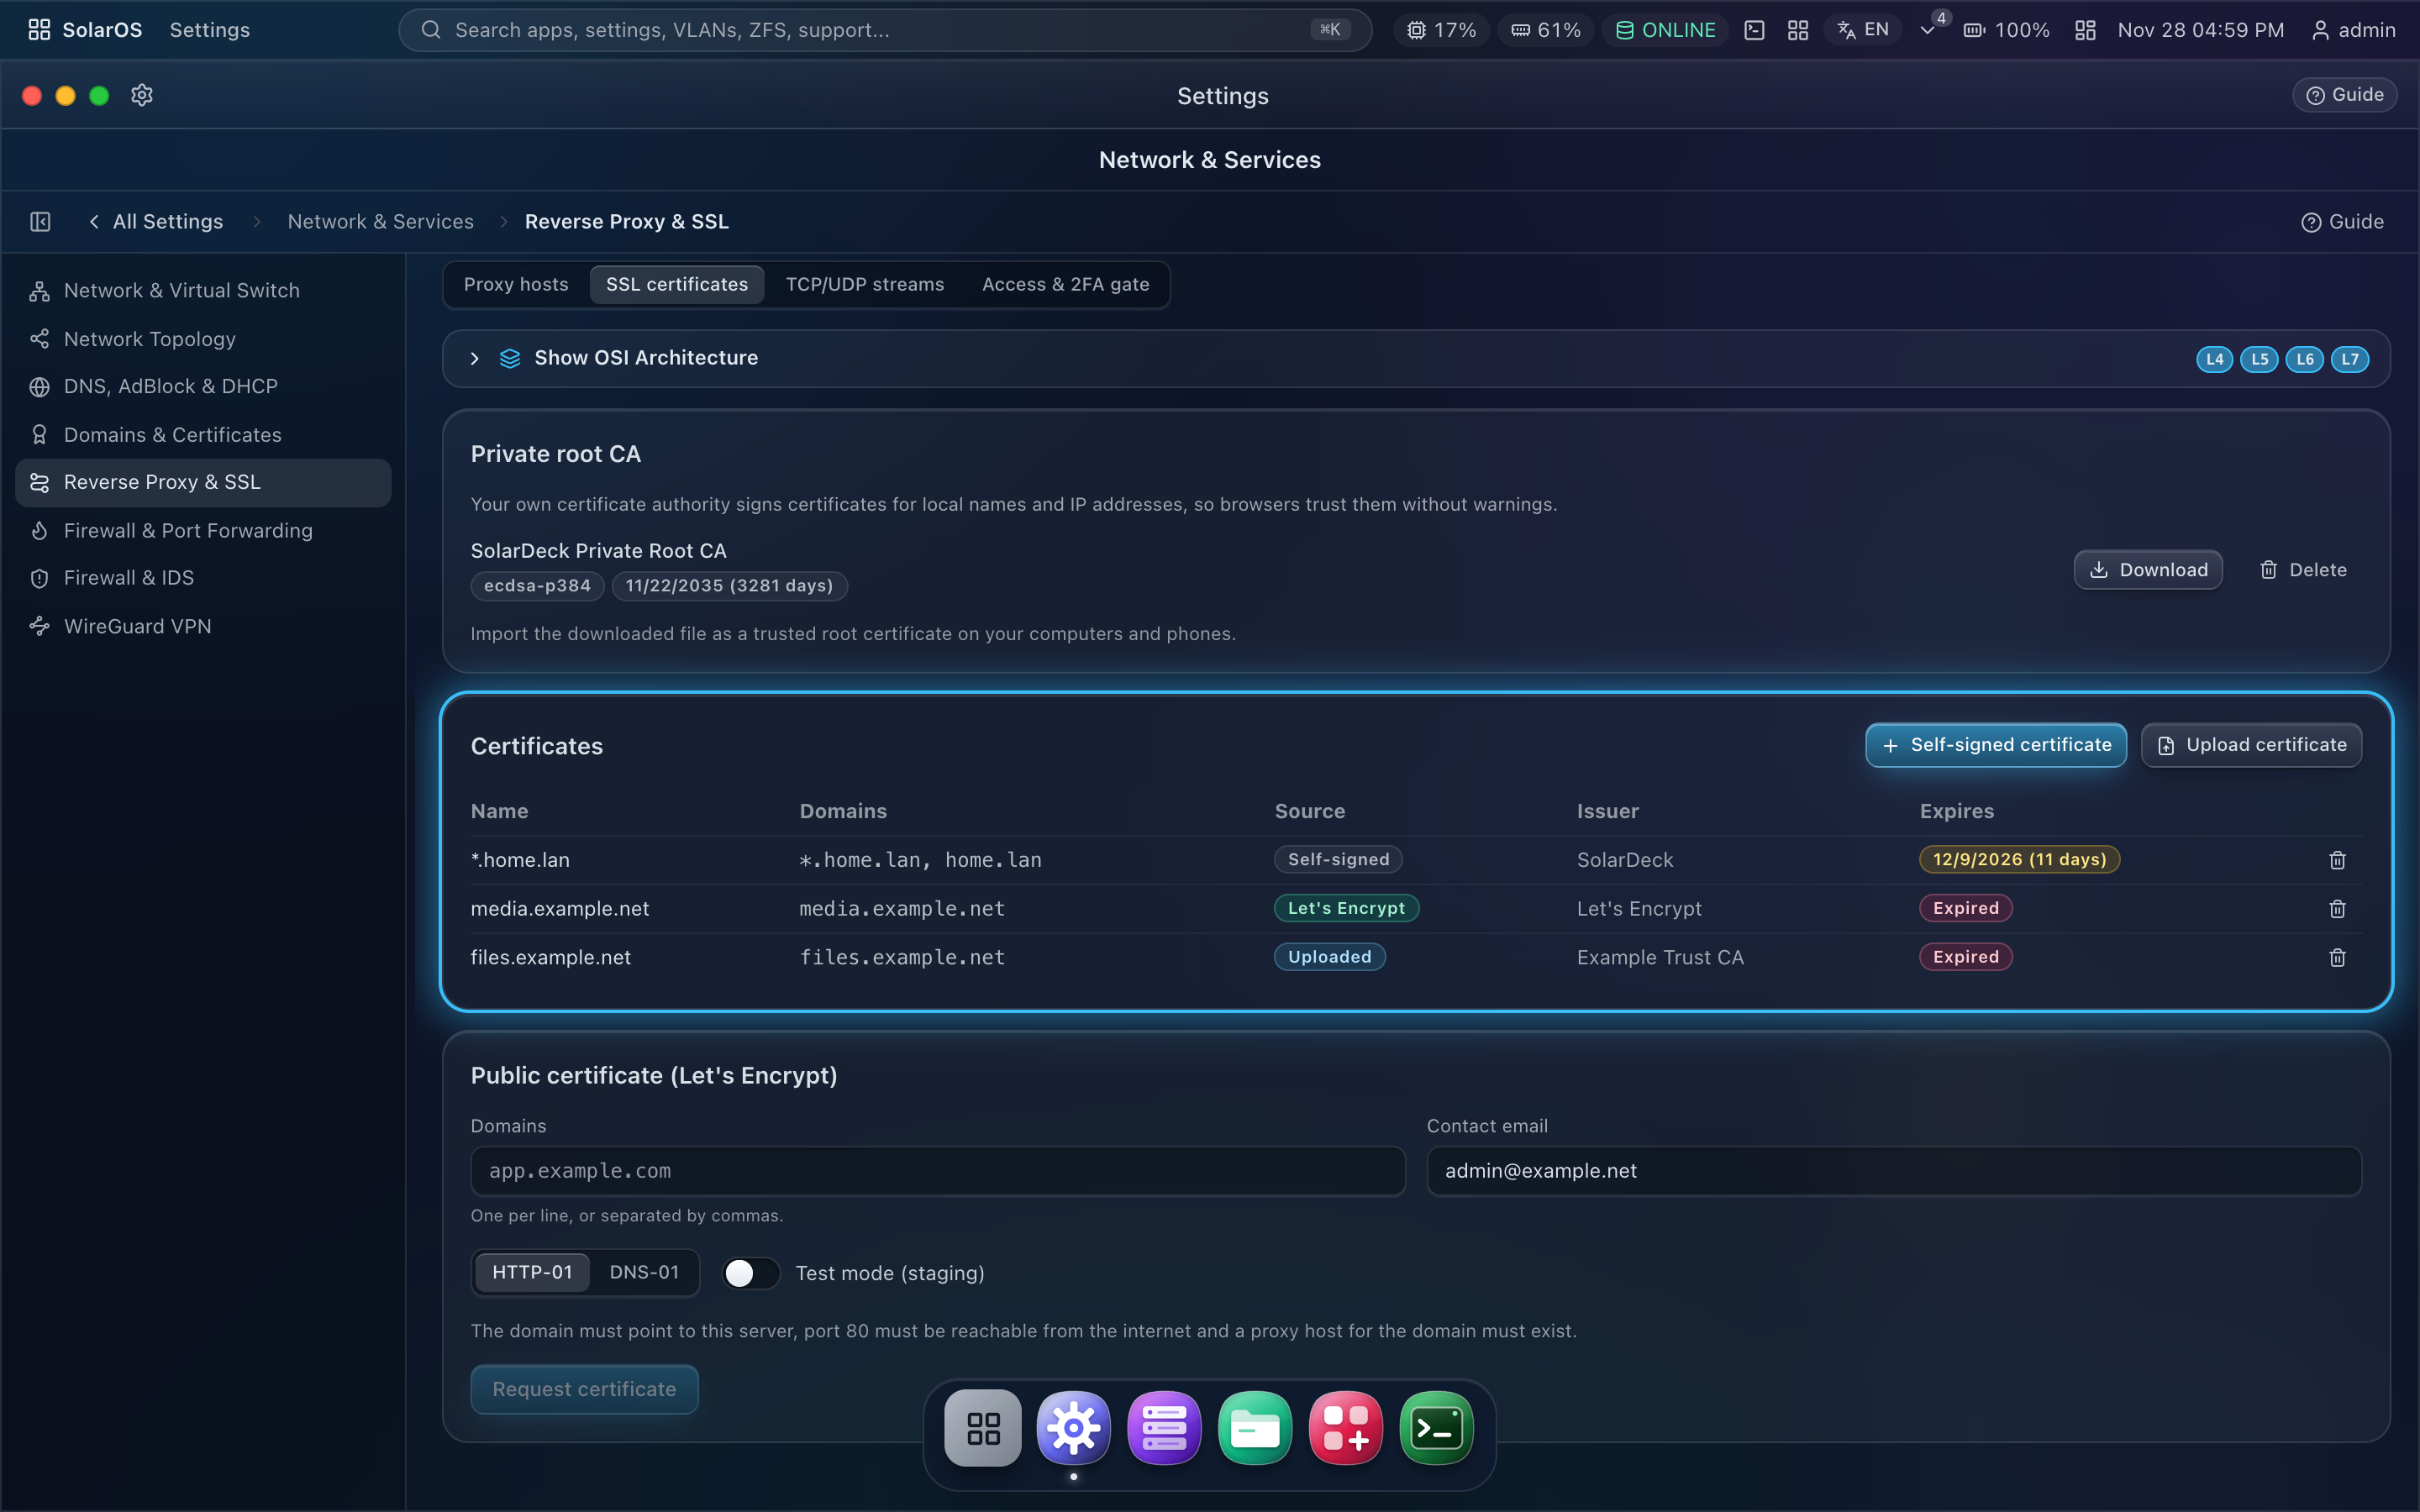 SolarOS Settings Search apps, settings, VLANs, ZFS, support... ⌘K 17% 61% ONLINE EN 4 100% Nov 28 04:59 PM admin
Settings Guide
Network & Services
All Settings Network & Services Reverse Proxy & SSL Guide
Network & Virtual Switch
Network Topology
DNS, AdBlock & DHCP
Domains & Certificates
Reverse Proxy & SSL
Firewall & Port Forwarding
Firewall & IDS
WireGuard VPN
Proxy hosts SSL certificates TCP/UDP streams Access & 2FA gate
Show OSI Architecture L4 L5 L6 L7
Private root CA
Your own certificate authority signs certificates for local names and IP addresses, so browsers trust them without warnings.
SolarDeck Private Root CA
ecdsa-p384 11/22/2035 (3281 days)
Download Delete
Import the downloaded file as a trusted root certificate on your computers and phones.
Certificates Self-signed certificate Upload certificate
Name Domains Source Issuer Expires
*.home.lan *.home.lan, home.lan Self-signed SolarDeck 12/9/2026 (11 days)
media.example.net media.example.net Let's Encrypt Let's Encrypt Expired
files.example.net files.example.net Uploaded Example Trust CA Expired
Public certificate (Let's Encrypt)
Domains Contact email
app.example.com admin@example.net
One per line, or separated by commas.
HTTP-01 DNS-01 Test mode (staging)
The domain must point to this server, port 80 must be reachable from the internet and a proxy host for the domain must exist.
Request certificate